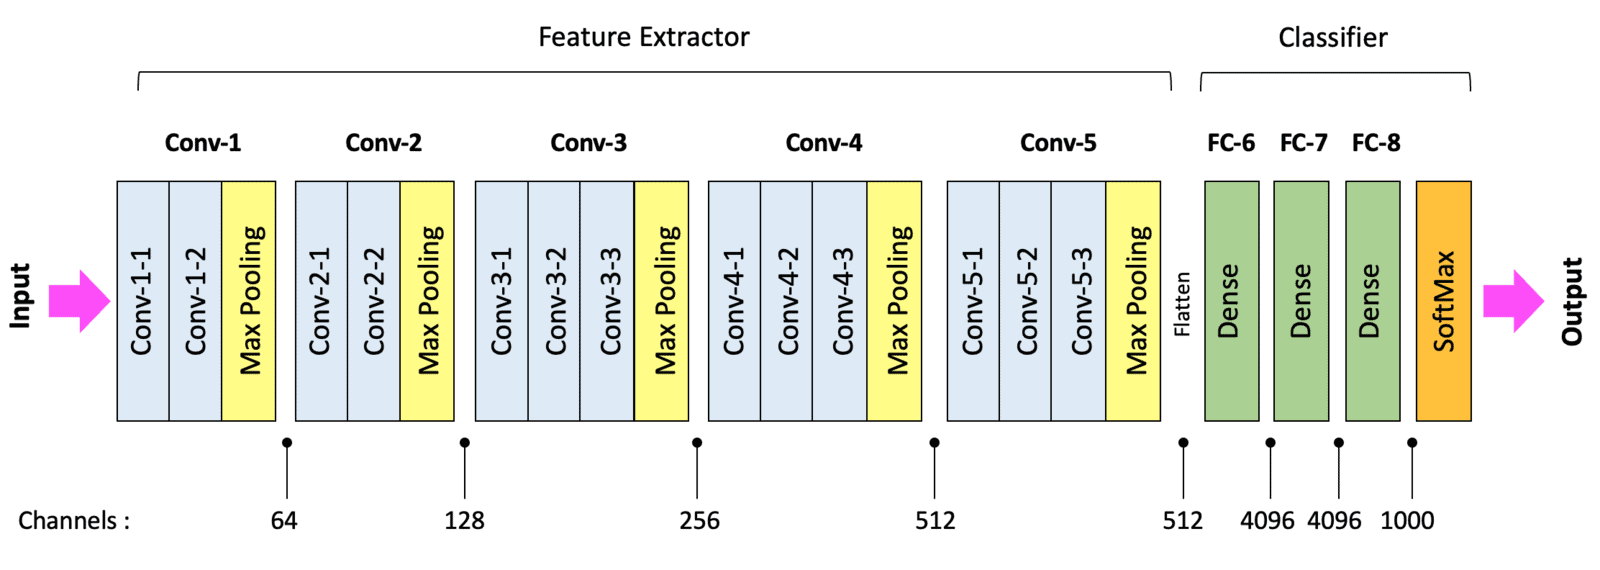 Feature Extractor
Classifier
Conv-1
Conv-2
Conv-3
Conv-4
Conv-5
FC-6
FC-7
FC-8
Input
Conv-1-1
Conv-1-2
Max Pooling
Conv-2-1
Conv-2-2
Max Pooling
Conv-3-1
Conv-3-2
Conv-3-3
Max Pooling
Conv-4-1
Conv-4-2
Conv-4-3
Max Pooling
Conv-5-1
Conv-5-2
Conv-5-3
Max Pooling
Flatten
Dense
Dense
Dense
SoftMax
Output
Channels : 64 128 256 512 512 4096 4096 1000